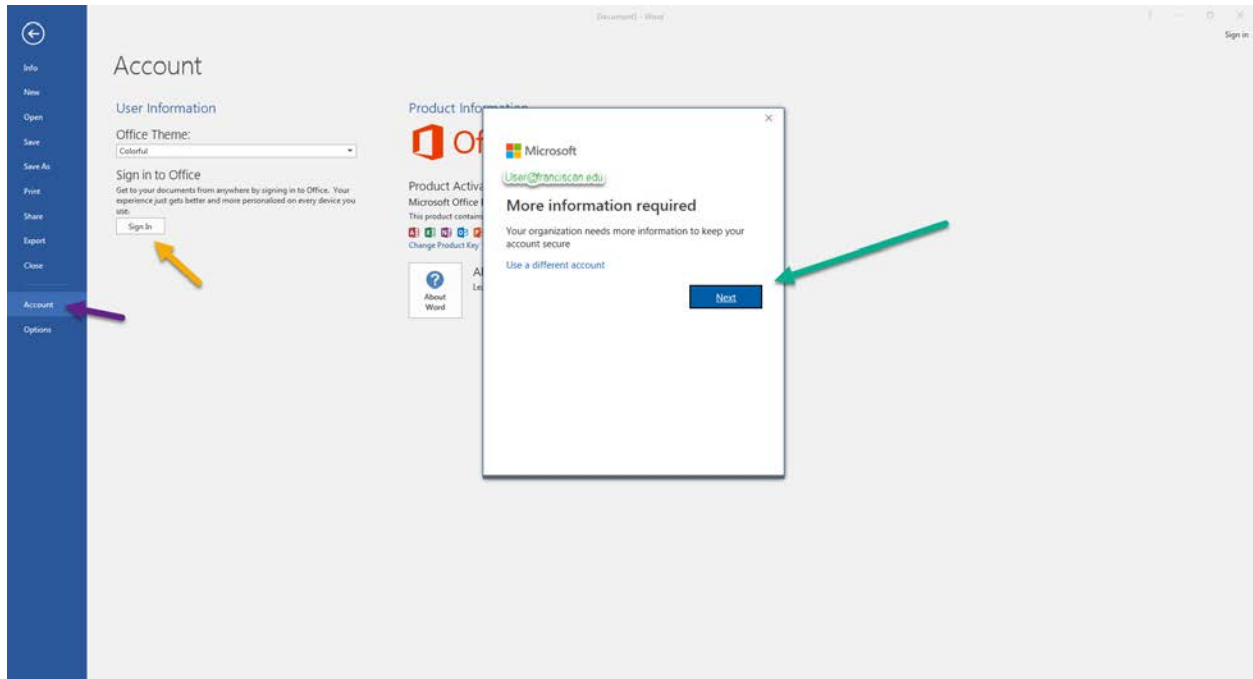 Document1 - Word
Sign in
Info
New
Open
Save
Save As
Print
Share
Export
Close
Account
Options
Account
User Information
Office Theme:
Colorful
Sign in to Office
Get to your documents from anywhere by signing in to Office. Your
experience just gets better and more personalized on every device you
use.
Sign In
Product Information
Of
Product Activa
Microsoft Office
This product contains
Change Product Key
About
Word
Microsoft
User@franciscan.edu
More information required
Your organization needs more information to keep your
account secure
Use a different account
Next